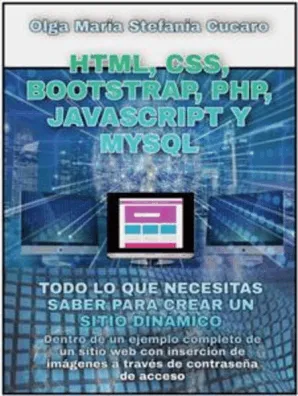 Olga Maria Stefania Cucaro
HTML, CSS,
BOOTSTRAP, PHP,
JAVASCRIPT Y
MYSQL
TODO LO QUE NECESITAS
SABER PARA CREAR UN
SITIO DINÁMICO
Dentro de un ejemplo completo de
un sitio web con inserción de
imágenes a través de contraseña
de acceso